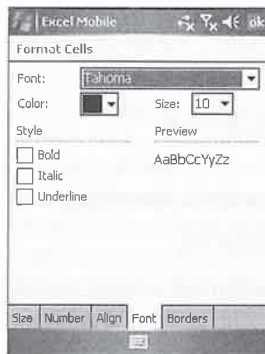 Excel Mobile ok
Format Cells
Font: Tahoma
Color: Size: 10
Style Preview
Bold AaBbCcYyZz
Italic
Underline
Size Number Align Font Borders